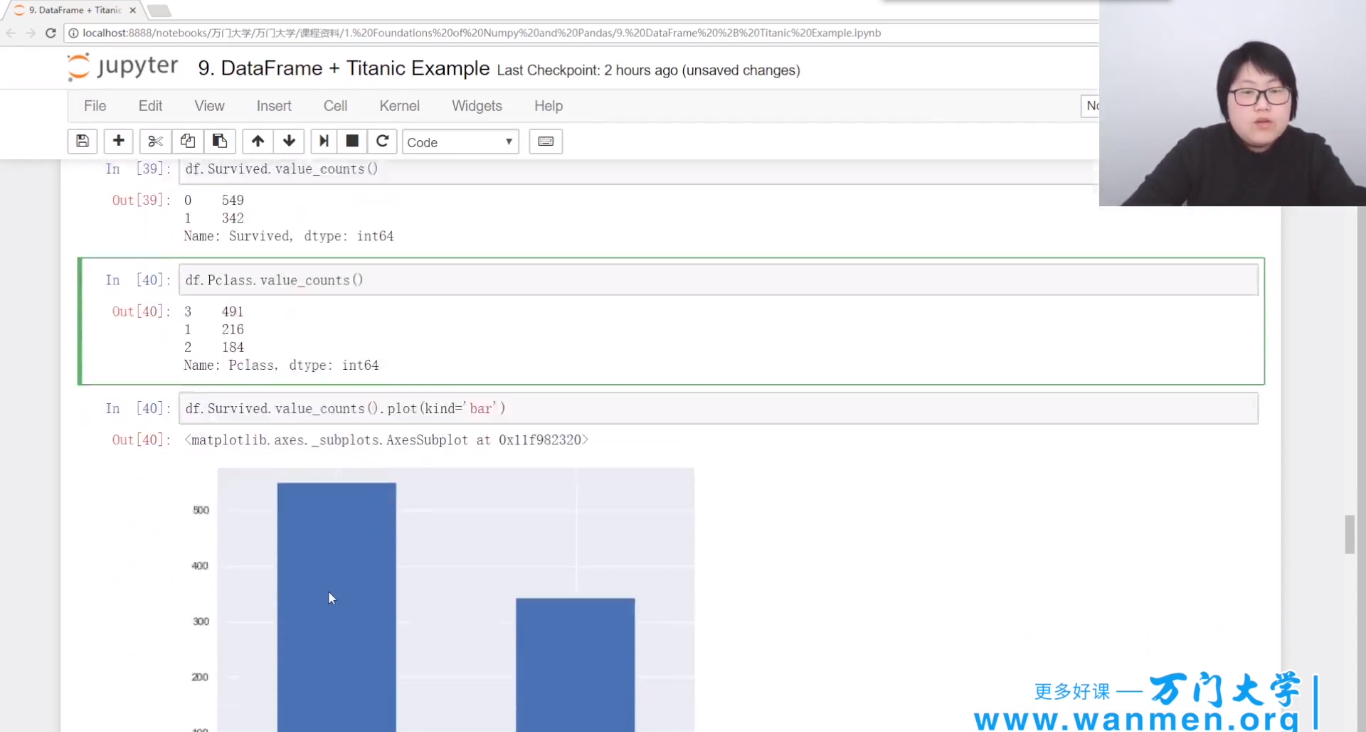 9. DataFrame + Titanic
localhost:8888/notebooks/万门大学/万门大学/课程资料/1.%20Foundations%20of%20Numpy%20and%20Pandas/9.%20DataFrame%20%2B%20Titanic%20Example.ipynb
jupyter 9. DataFrame + Titanic Example Last Checkpoint: 2 hours ago (unsaved changes)
File Edit View Insert Cell Kernel Widgets Help
Code
In [39]: df.Survived.value_counts()
Out[39]: 0 549
1 342
Name: Survived, dtype: int64
In [40]: df.Pclass.value_counts()
Out[40]: 3 491
1 216
2 184
Name: Pclass, dtype: int64
In [40]: df.Survived.value_counts().plot(kind='bar')
Out[40]: <matplotlib.axes._subplots.AxesSubplot at 0x11f982320>
500
400
300
200
更多好课 — 万门大学
www.wanmen.org